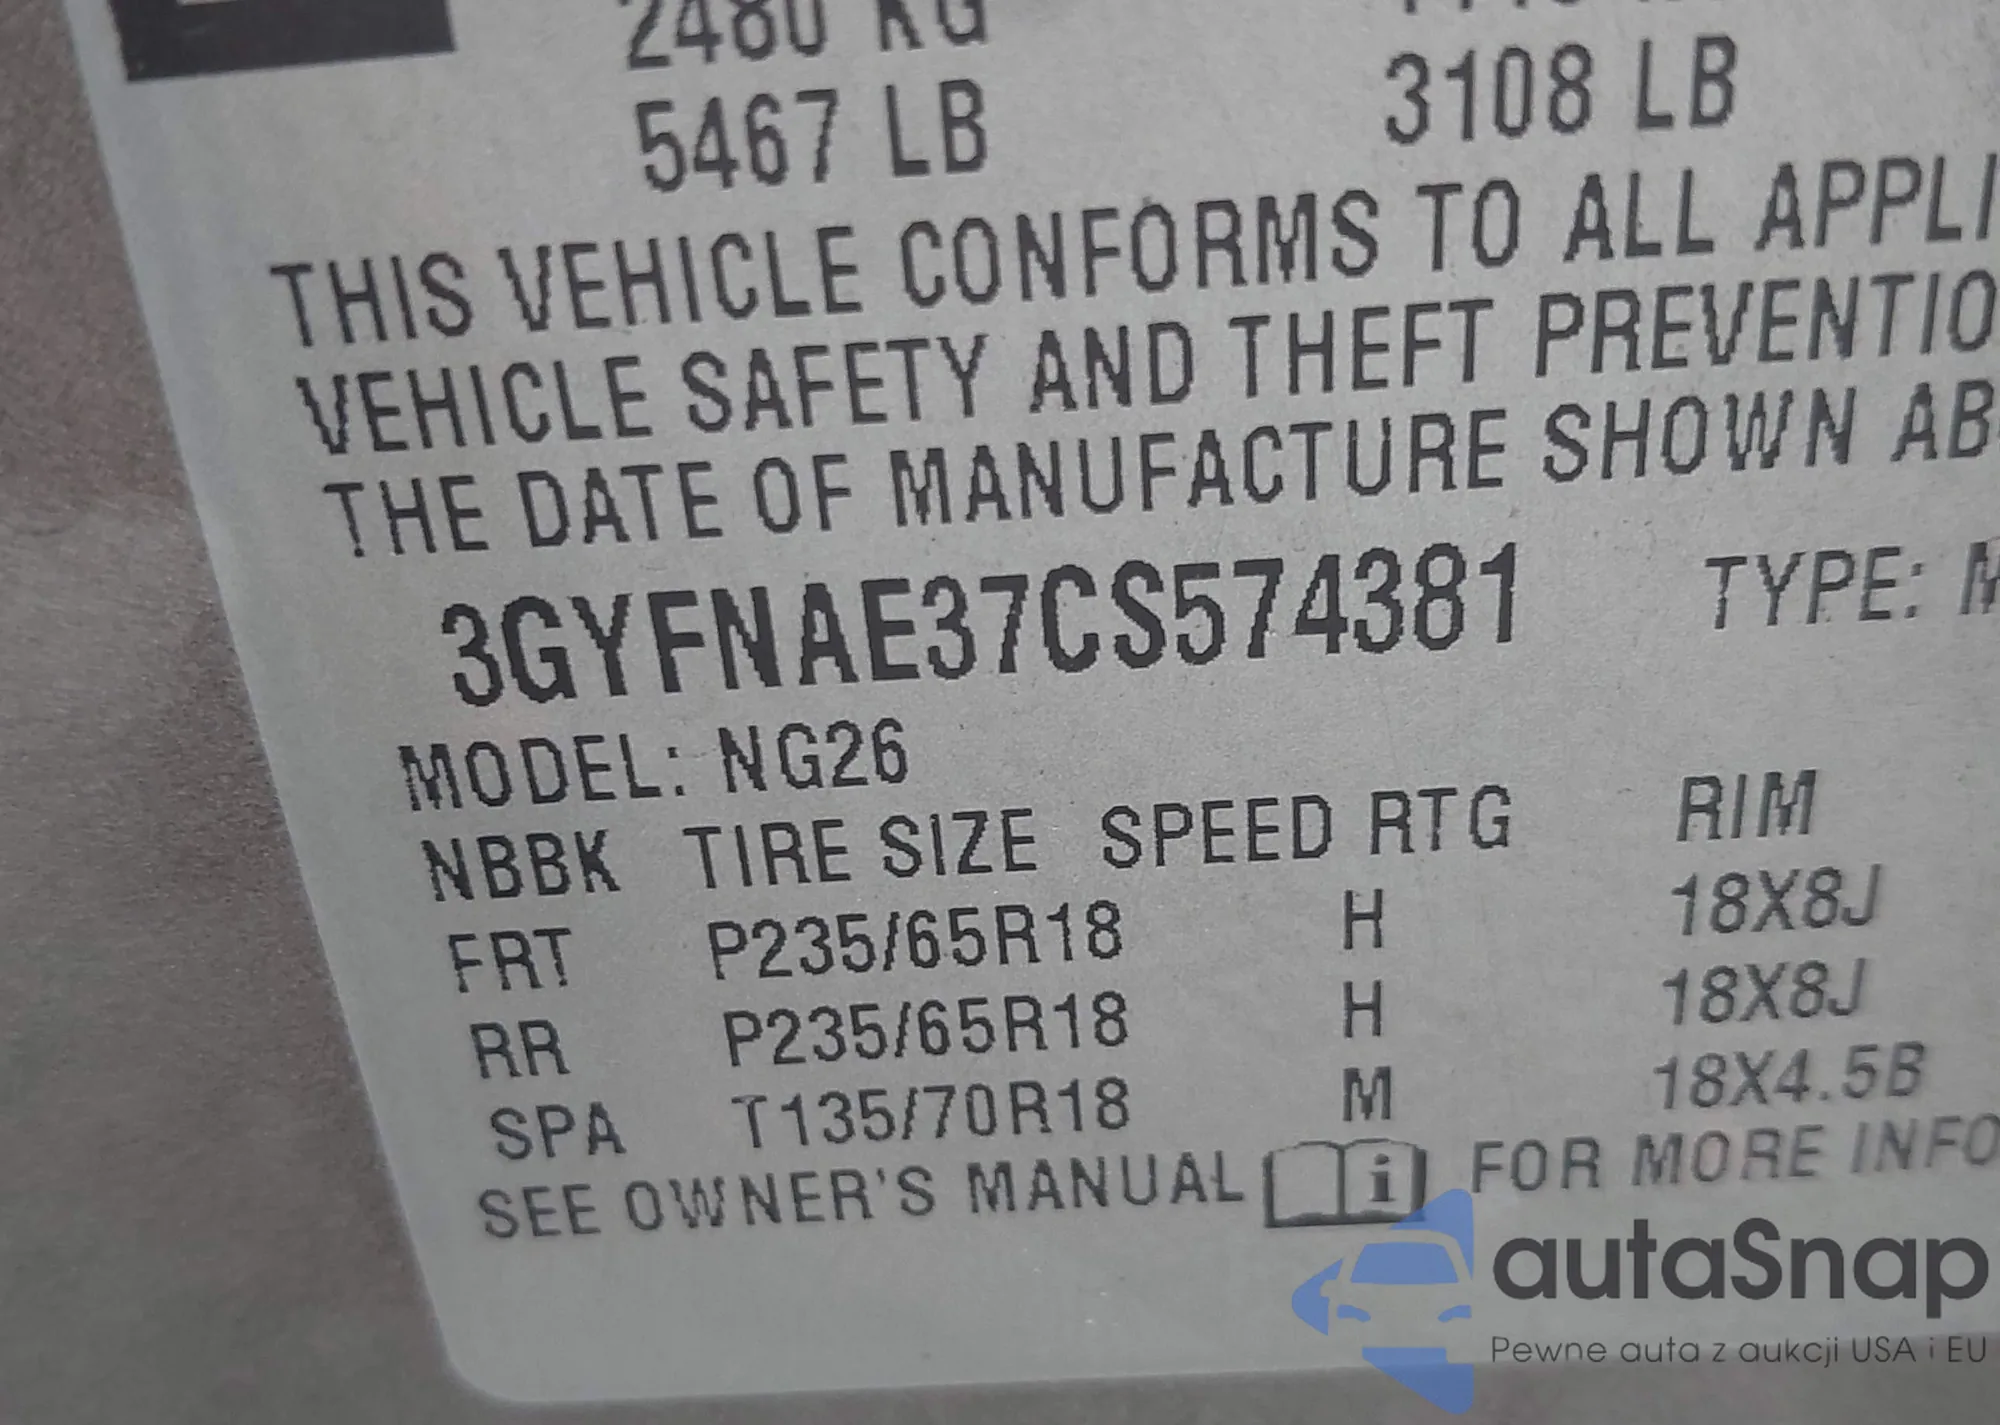 2480 KG
5467 LB 3108 LB
THIS VEHICLE CONFORMS TO ALL APPLI
VEHICLE SAFETY AND THEFT PREVENTIO
THE DATE OF MANUFACTURE SHOWN AB
3GYFNAE37CS574381 TYPE: M
MODEL: NG26
NBBK TIRE SIZE SPEED RTG RIM
FRT P235/65R18 H 18X8J
RR P235/65R18 H 18X8J
SPA T135/70R18 M 18X4.5B
SEE OWNER'S MANUAL i FOR MORE INFO
autaSnap
Pewne auta z aukcji USA i EU